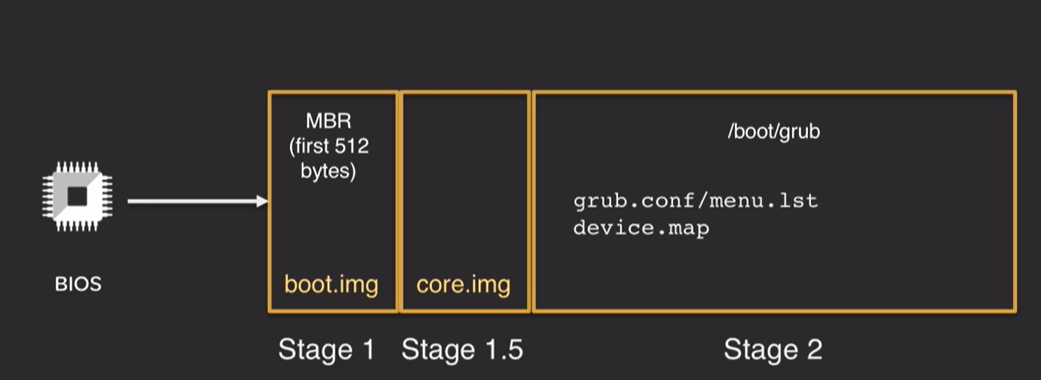 BIOS
MBR
(first 512
bytes)
boot.img
Stage 1
core.img
Stage 1.5
/boot/grub
grub.conf/menu.lst
device.map
Stage 2